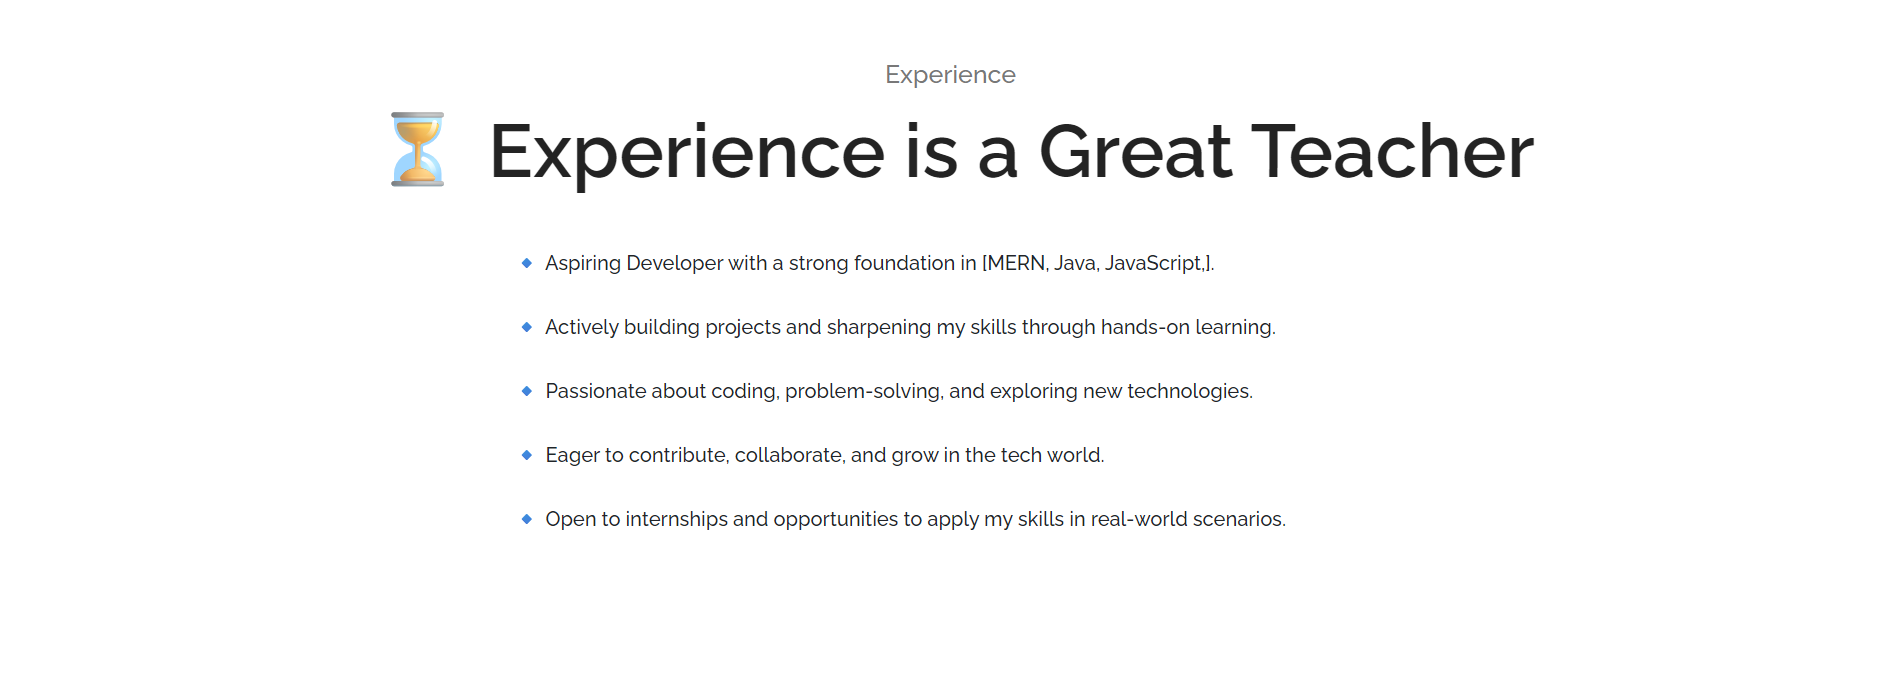 Experience
⏳ Experience is a Great Teacher
🔹 Aspiring Developer with a strong foundation in [MERN, Java, JavaScript,].
🔹 Actively building projects and sharpening my skills through hands-on learning.
🔹 Passionate about coding, problem-solving, and exploring new technologies.
🔹 Eager to contribute, collaborate, and grow in the tech world.
🔹 Open to internships and opportunities to apply my skills in real-world scenarios.